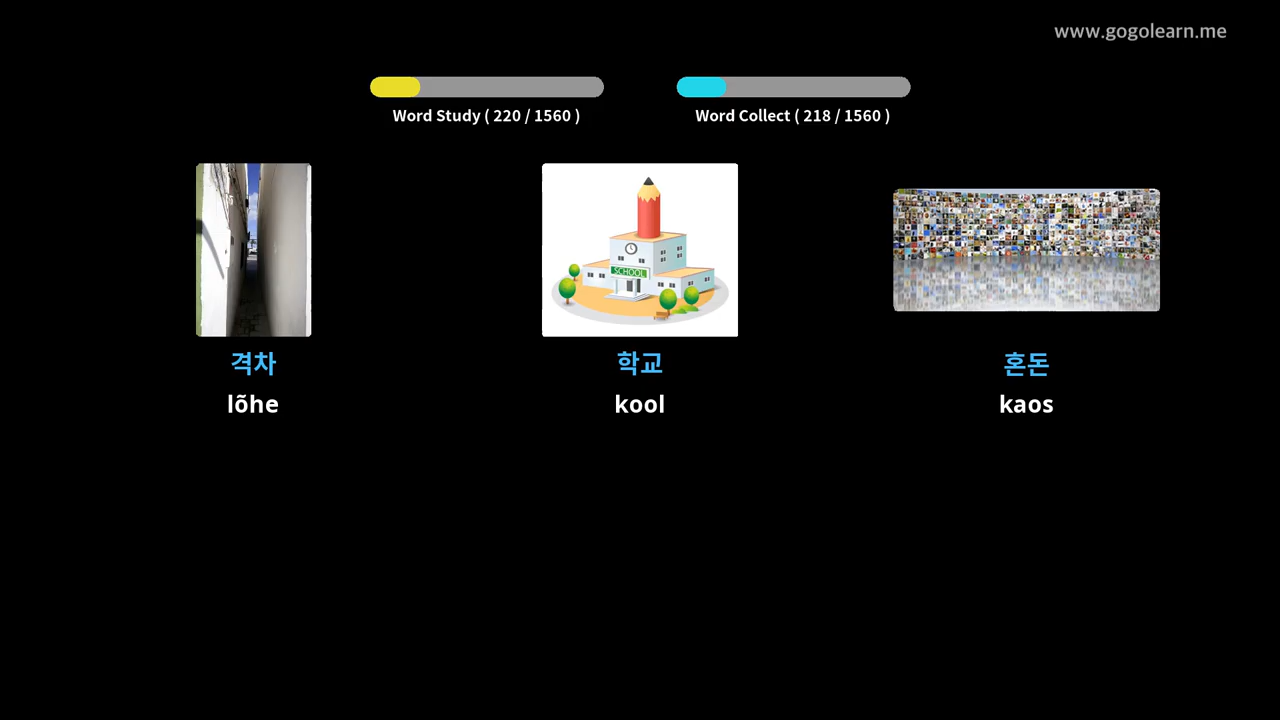 www.gogolearn.me
Word Study ( 220 / 1560 )
Word Collect ( 218 / 1560 )
SCHOOL
격차
학교
혼돈
lõhe
kool
kaos